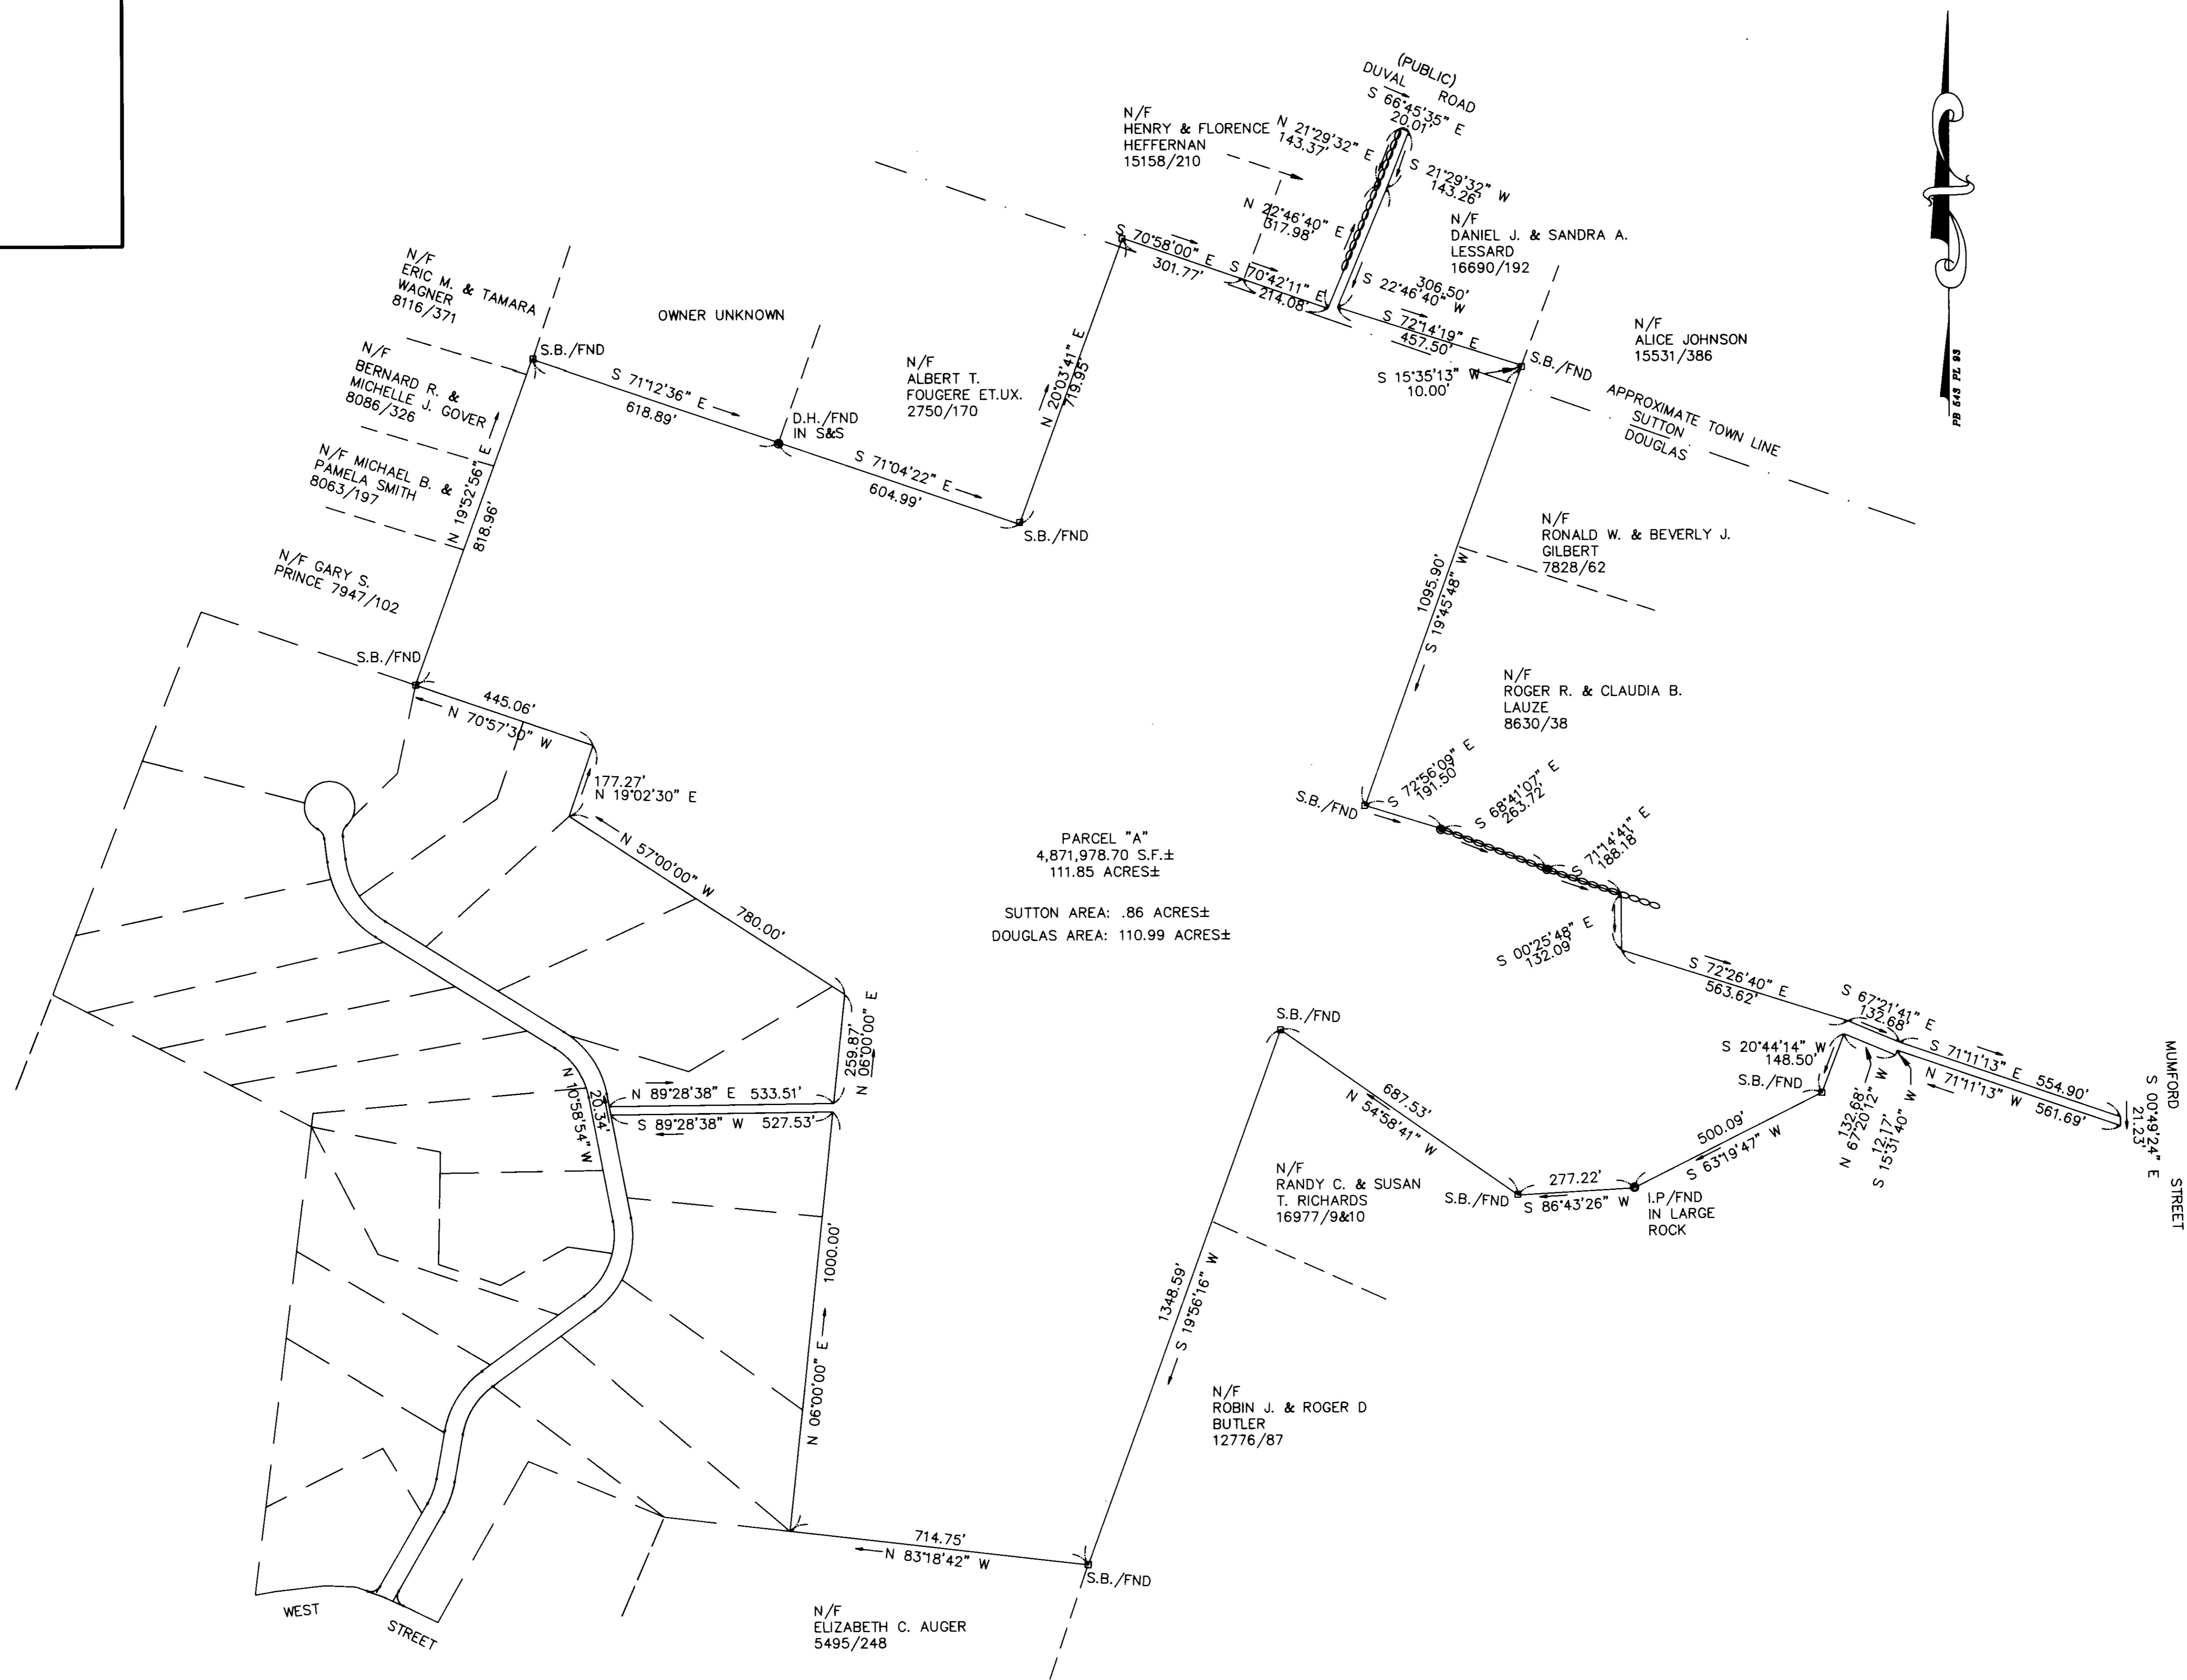 (PUBLIC)
DUVAL ROAD
S 66°45'35" E
20.01'
N/F
HENRY & FLORENCE
HEFFERNAN
15158/210
N 21°29'32" E
143.37'
S 21°29'32" W
143.26'
N 22°46'40" E
317.98'
N/F
DANIEL J. & SANDRA A.
LESSARD
16690/192
306.50'
S 22°46'40" W
S 70°58'00" E
301.77'
S 70°42'11" E
214.08'
S 72°14'19" E
457.50'
S 15°35'13" W
10.00'
S.B./FND
N/F
ALICE JOHNSON
15531/386
APPROXIMATE TOWN LINE
SUTTON
DOUGLAS
PB 543 PL 93
N/F
ERIC M. & TAMARA
WAGNER
8116/371
N/F
BERNARD R. &
MICHELLE J. GOVER
8086/326
N/F MICHAEL B. &
PAMELA SMITH
8063/197
N/F GARY S.
PRINCE 7947/102
N 19°52'56" E
818.96'
S.B./FND
OWNER UNKNOWN
S 71°12'36" E
618.89'
D.H./FND
IN S&S
N/F
ALBERT T.
FOUGERE ET.UX.
2750/170
S 71°04'22" E
604.99'
S.B./FND
N 20°03'41" E
719.95'
N/F
RONALD W. & BEVERLY J.
GILBERT
7828/62
1095.90'
S 19°45'48" W
N/F
ROGER R. & CLAUDIA B.
LAUZE
8630/38
S.B./FND
S 72°56'09" E
191.50'
S 68°41'07" E
263.72'
S 71°14'41" E
188.18'
S 00°25'48" E
132.09'
S.B./FND
445.06'
N 70°57'30" W
177.27'
N 19°02'30" E
N 57°00'00" W 780.00'
PARCEL "A"
4,871,978.70 S.F.±
111.85 ACRES±
SUTTON AREA: .86 ACRES±
DOUGLAS AREA: 110.99 ACRES±
259.87'
N 06°00'00" E
N 89°28'38" E 533.51'
S 89°28'38" W 527.53'
20.34'
N 10°58'54" W
N 06°00'00" E 1000.00'
S 72°26'40" E
563.62'
S 67°21'41" E
132.68'
S 71°11'13" E 554.90'
N 71°11'13" W 561.69'
MUMFORD STREET
S 00°49'24" E
21.23'
S 20°44'14" W
148.50'
S.B./FND
132.68'
N 67°20'12" W
12.17'
S 15°31'40" W
500.09'
S 63°19'47" W
I.P./FND
IN LARGE
ROCK
277.22'
S 86°43'26" W
S.B./FND
687.53'
N 54°58'41" W
S.B./FND
N/F
RANDY C. & SUSAN
T. RICHARDS
16977/9&10
1348.59'
S 19°56'16" W
N/F
ROBIN J. & ROGER D
BUTLER
12776/87
714.75'
N 83°18'42" W
S.B./FND
N/F
ELIZABETH C. AUGER
5495/248
WEST STREET